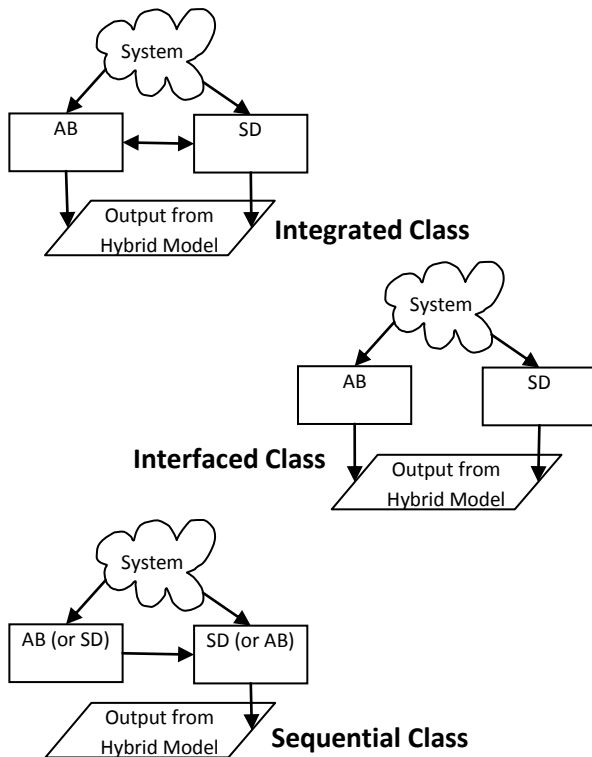 System
AB
SD
Output from
Hybrid Model
Integrated Class
System
AB
SD
Interfaced Class
Output from
Hybrid Model
System
AB (or SD)
SD (or AB)
Output from
Hybrid Model
Sequential Class